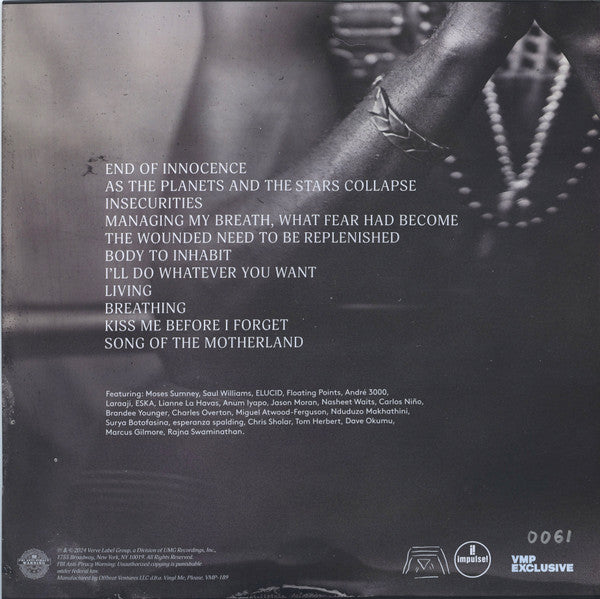 END OF INNOCENCE
AS THE PLANETS AND THE STARS COLLAPSE
INSECURITIES
MANAGING MY BREATH, WHAT FEAR HAD BECOME
THE WOUNDED NEED TO BE REPLENISHED
BODY TO INHABIT
I'LL DO WHATEVER YOU WANT
LIVING
BREATHING
KISS ME BEFORE I FORGET
SONG OF THE MOTHERLAND
Featuring: Moses Sumney, Saul Williams, ELUCID, Floating Points, André 3000,
Laraaji, ESKA, Lianne La Havas, Anum Iyapo, Jason Moran, Nasheet Waits, Carlos Niño,
Brandee Younger, Charles Overton, Miguel Atwood-Ferguson, Nduduzo Makhathini,
Surya Botofasina, esperanza spalding, Chris Sholar, Tom Herbert, Dave Okumu,
Marcus Gilmore, Rajna Swaminathan.
℗ & © 2024 Verve Label Group, a Division of UMG Recordings, Inc.,
1755 Broadway, New York, NY 10019. All Rights Reserved.
FBI Anti-Piracy Warning: Unauthorized copying is punishable
under federal law.
Manufactured by Offbeat Ventures LLC d.b.a. Vinyl Me, Please. VMP-189
impulse!
0061
VMP
EXCLUSIVE